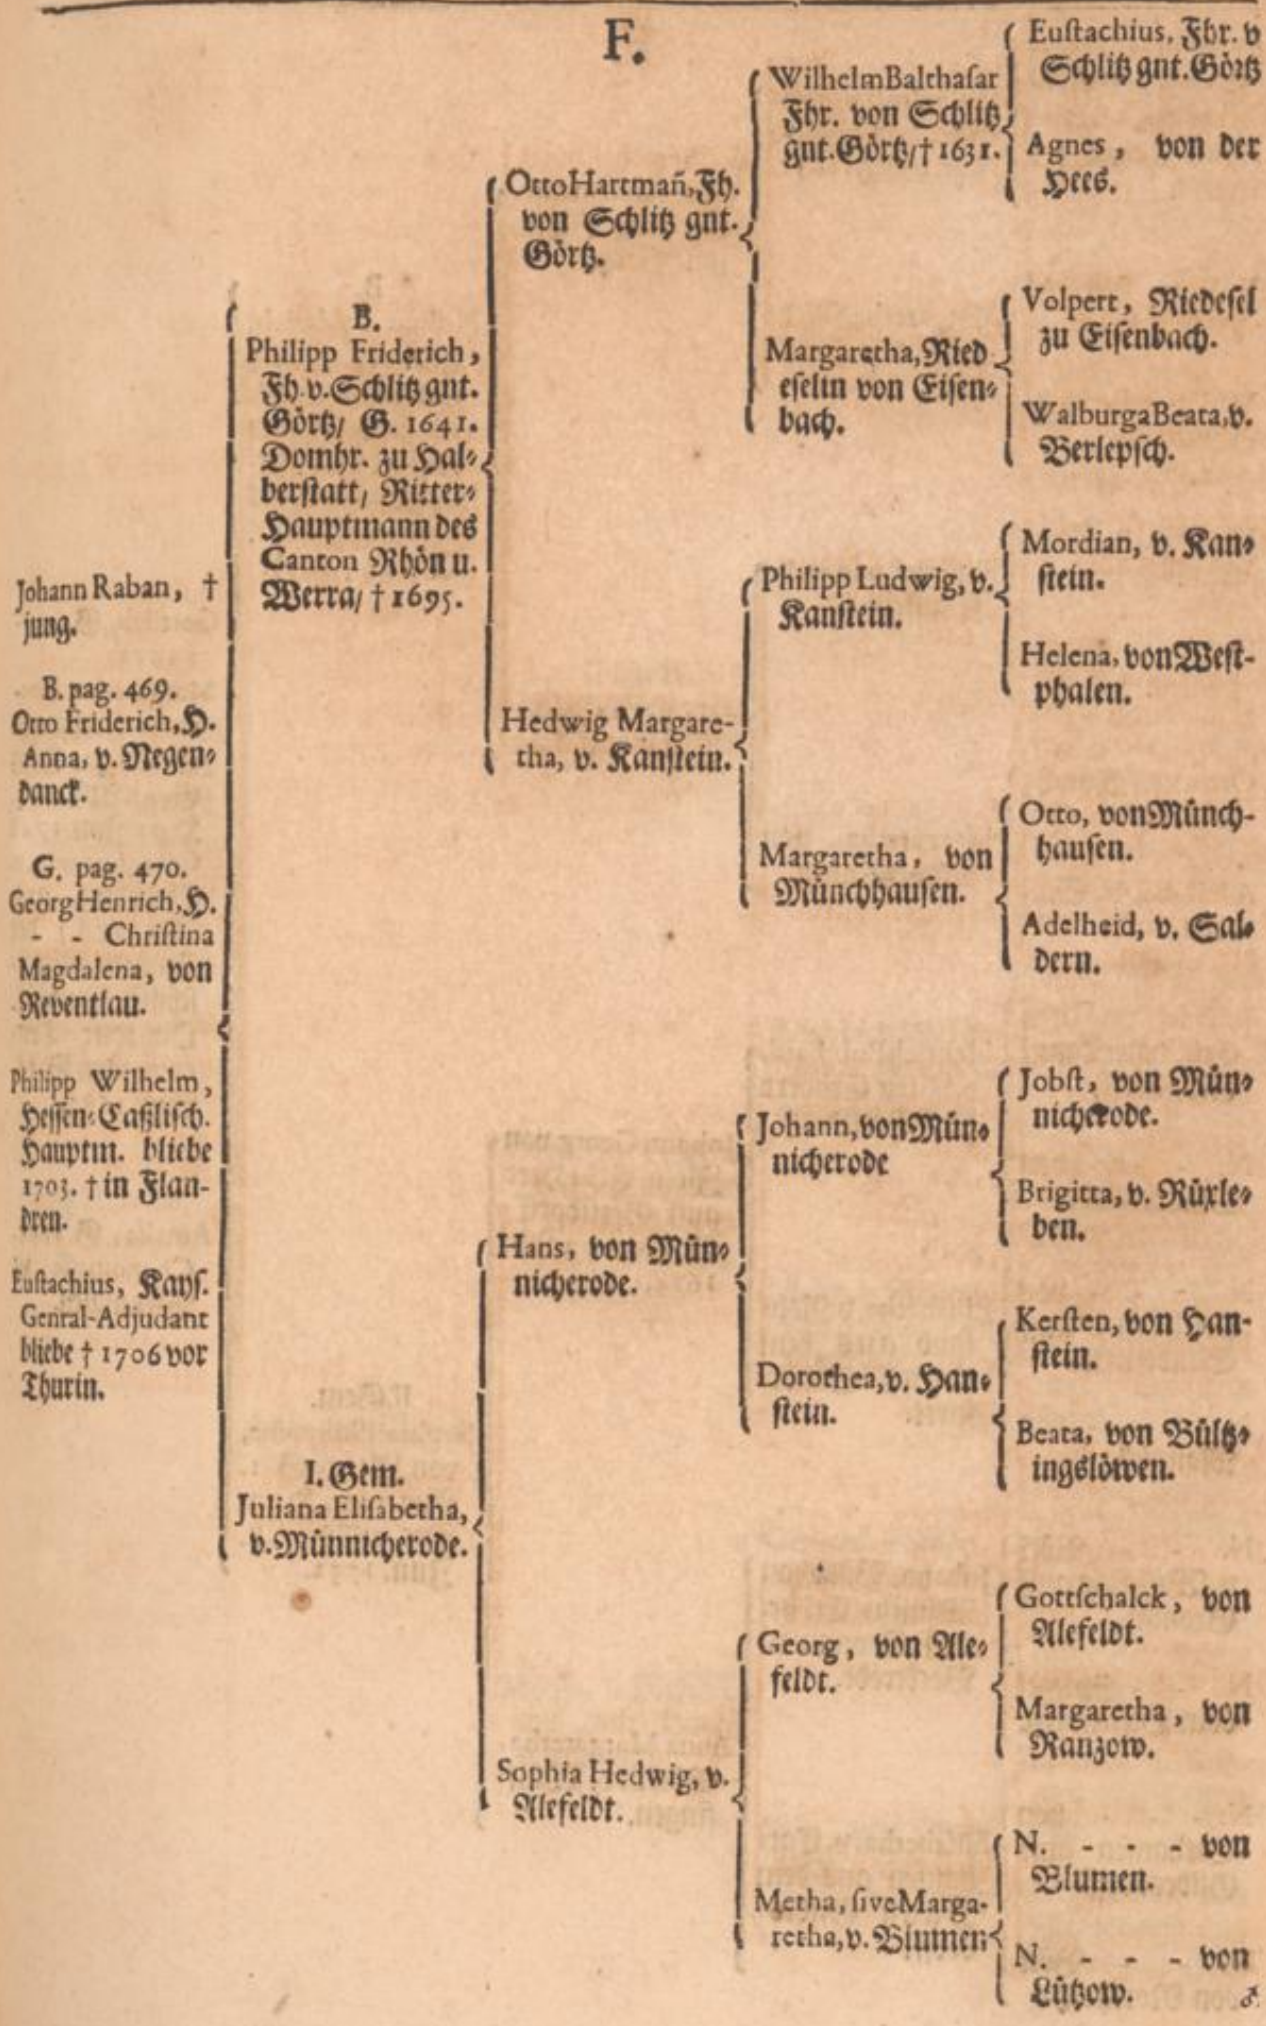 F.
Johann Raban, †
jung.
B. pag. 469.
Otto Friderich, H.
Anna, v. Negen-
danck.
G. pag. 470.
Georg Henrich, H.
- - Christina
Magdalena, von
Reventlau.
Philipp Wilhelm,
Hessen-Caßlisch.
Hauptm. bliebe
1703. † in Flan-
dren.
Eustachius, Kays.
Genral-Adjudant
bliebe † 1706 vor
Thurin.
B.
Philipp Friderich,
Fh. v. Schlitz gnt.
Görtz/ G. 1641.
Domhr. zu Hal-
berstatt/ Ritter-
Hauptmann des
Canton Rhön u.
Werra/ † 1695.
I. Gem.
Juliana Elisabetha,
v. Münnicherode.
Otto Hartmañ, Fh.
von Schlitz gnt.
Görtz.
Hedwig Margare-
tha, v. Kanstein.
Hans, von Mün-
nicherode.
Sophia Hedwig, v.
Alefeldt.
Wilhelm Balthasar
Fhr. von Schlitz
gnt. Görtz/ † 1631.
Margaretha, Ried
eselin von Eisen-
bach.
Philipp Ludwig, v.
Kanstein.
Margaretha, von
Münchhausen.
Johann, von Mün-
nicherode
Dorothea, v. Han-
stein.
Georg, von Ale-
feldt.
Metha, sive Marga-
retha, v. Blumen
Eustachius, Fhr. v
Schlitz gnt. Görtz
Agnes, von der
Hees.
Volpert, Riedesel
zu Eisenbach.
Walburga Beata, v.
Berlepsch.
Mordian, v. Kan-
stein.
Helena, von West-
phalen.
Otto, von Münch-
hausen.
Adelheid, v. Sal-
dern.
Jobst, von Mün-
nicherode.
Brigitta, v. Rüxle-
ben.
Kersten, von Han-
stein.
Beata, von Bültz-
ingslöwen.
Gottschalck, von
Alefeldt.
Margaretha, von
Ranzow.
N. - - - von
Blumen.
N. - - - von
Lützow.